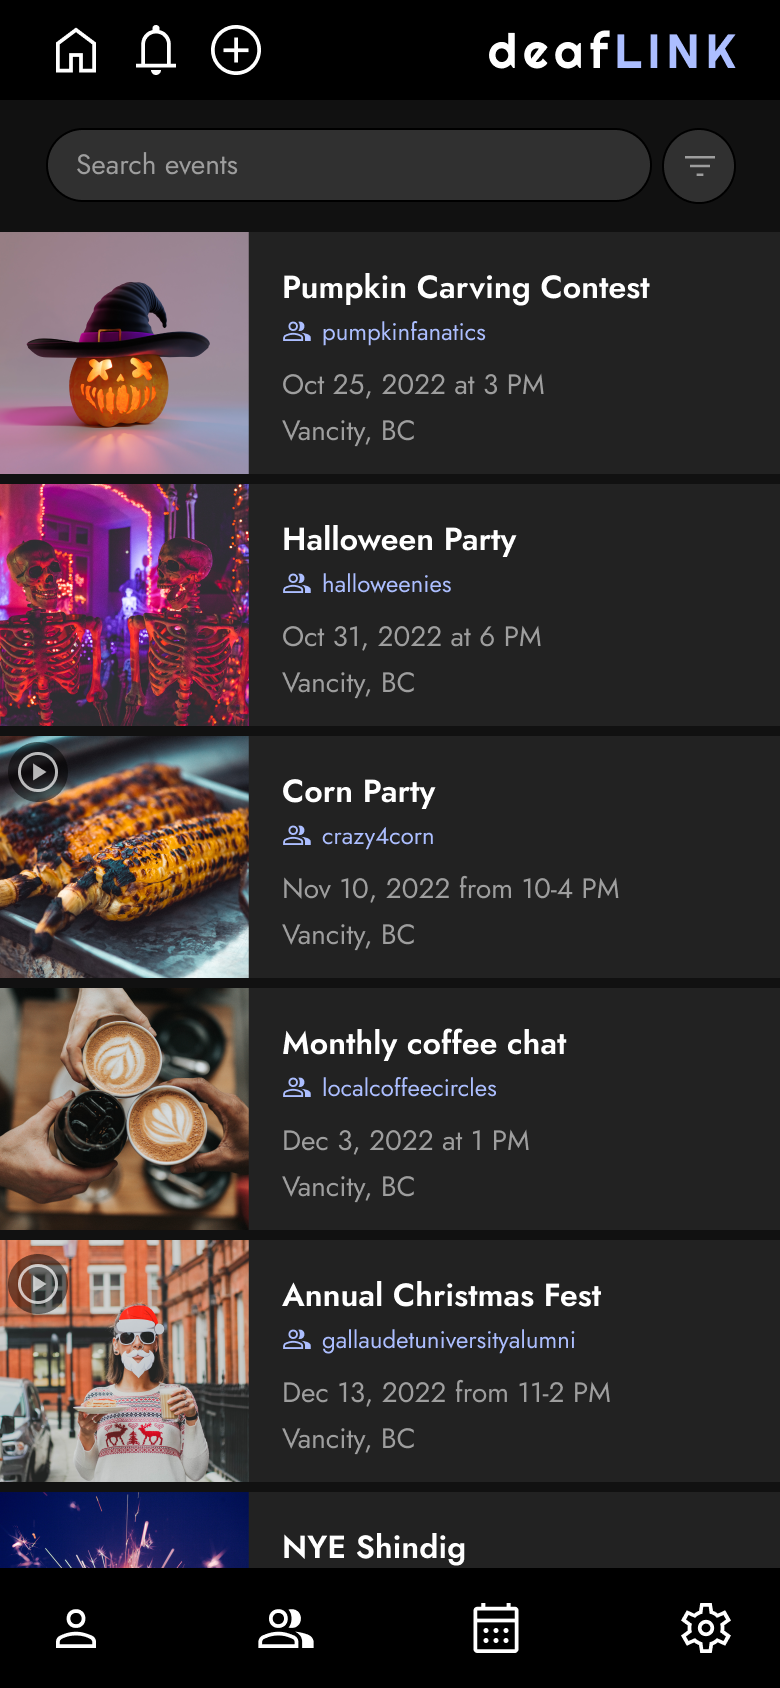 deafLINK
Search events
Pumpkin Carving Contest
pumpkinfanatics
Oct 25, 2022 at 3 PM
Vancity, BC
Halloween Party
halloweenies
Oct 31, 2022 at 6 PM
Vancity, BC
Corn Party
crazy4corn
Nov 10, 2022 from 10-4 PM
Vancity, BC
Monthly coffee chat
localcoffeecircles
Dec 3, 2022 at 1 PM
Vancity, BC
Annual Christmas Fest
gallaudetuniversityalumni
Dec 13, 2022 from 11-2 PM
Vancity, BC
NYE Shindig